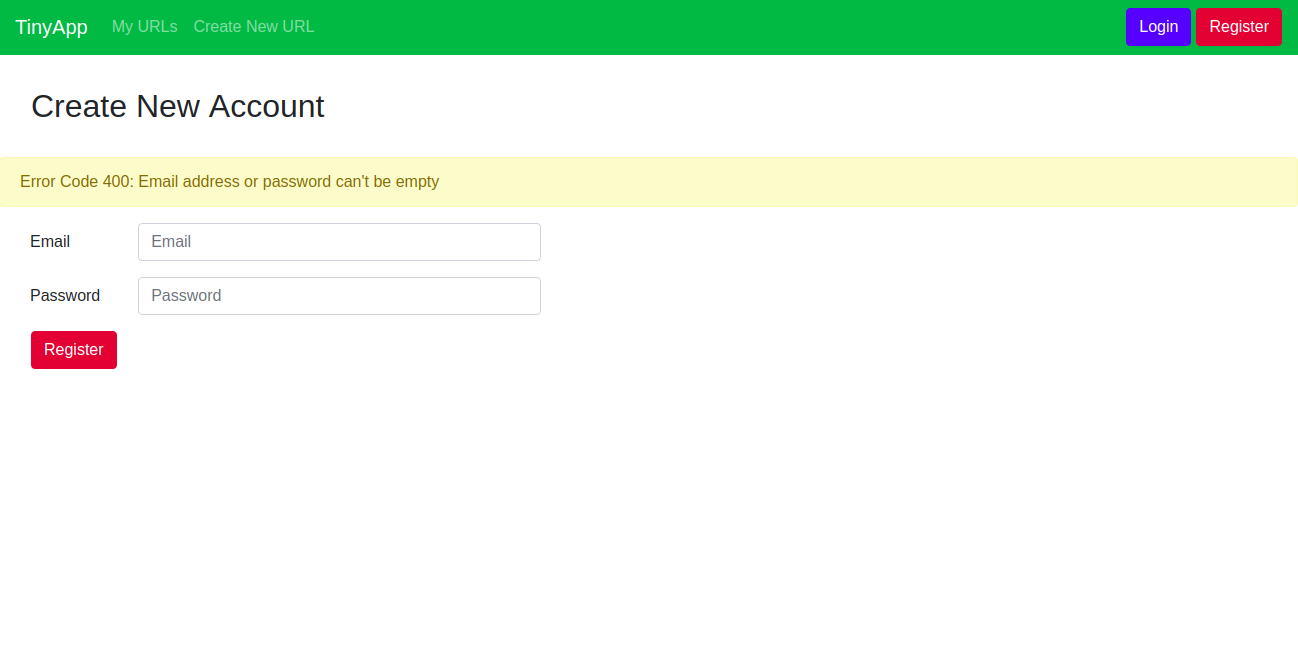 TinyApp My URLs Create New URL Login Register
Create New Account
Error Code 400: Email address or password can't be empty
Email Email
Password Password
Register